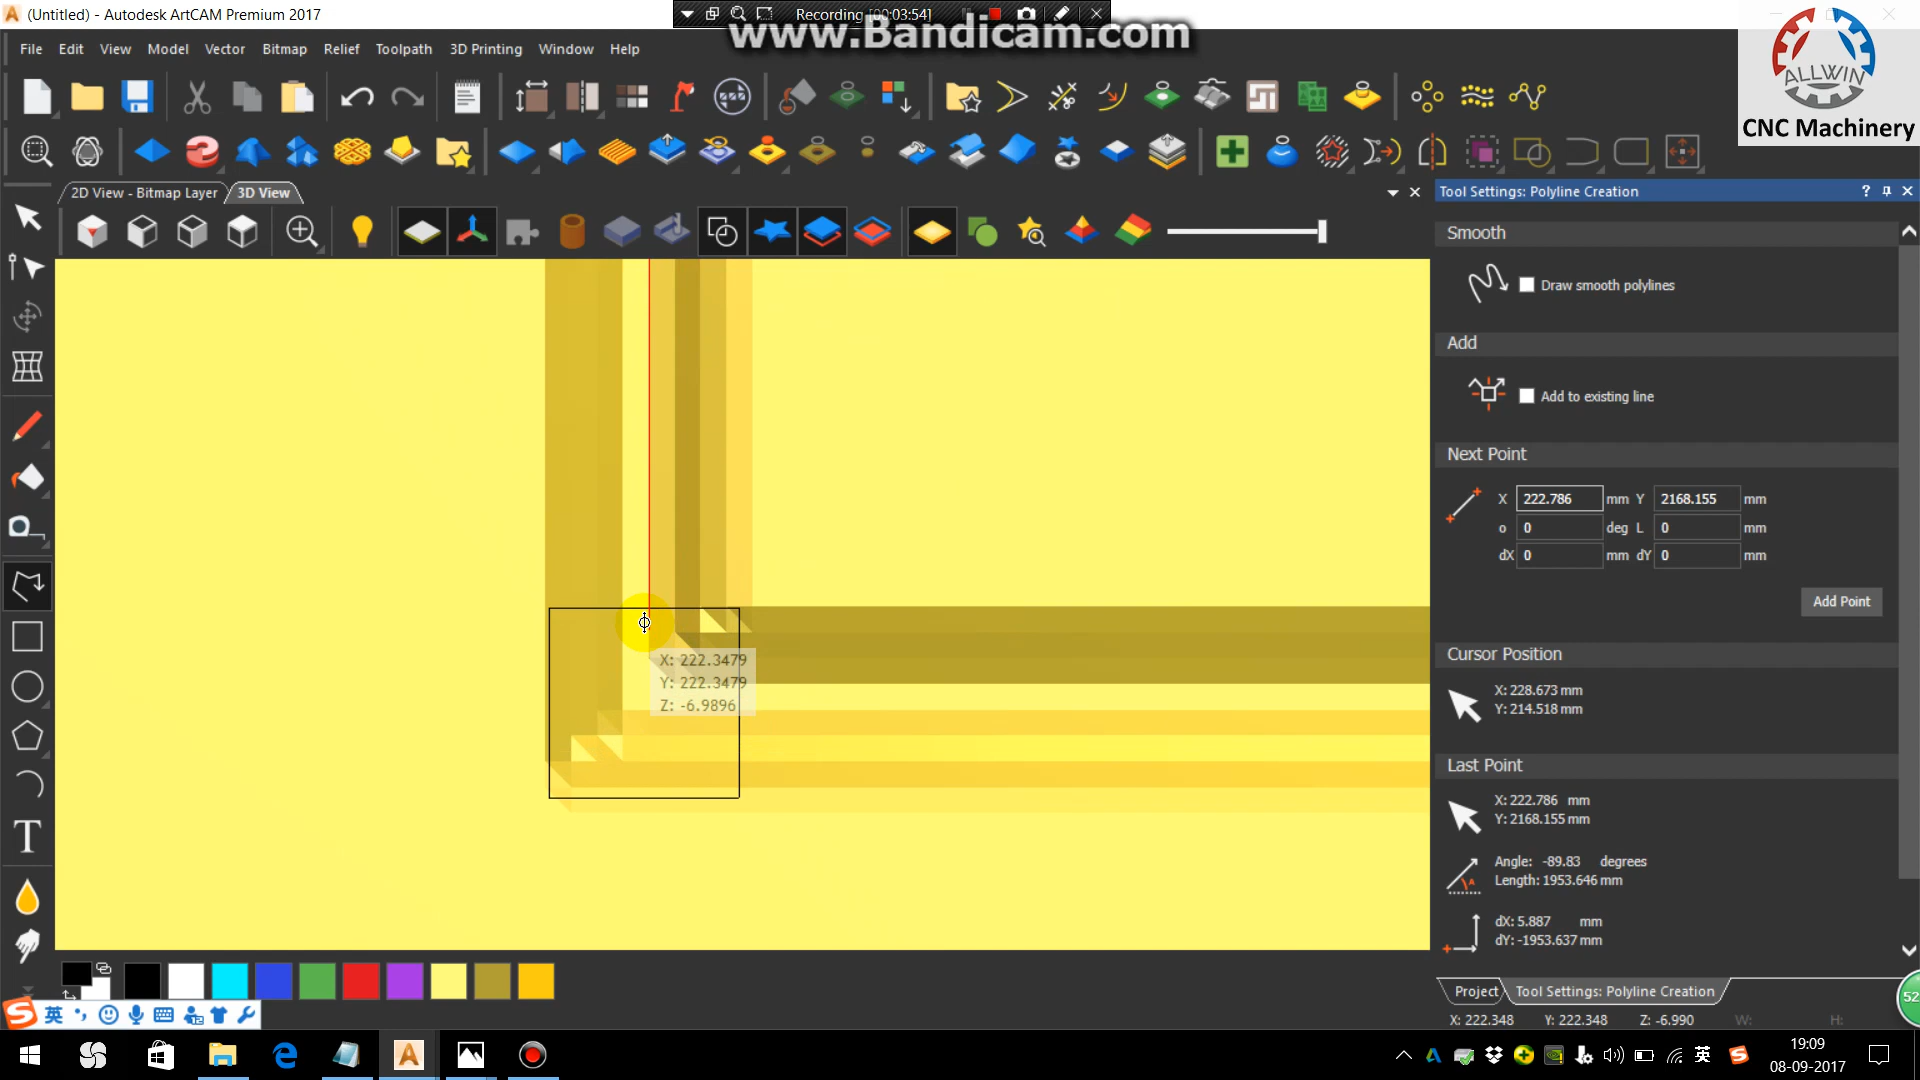 (Untitled) - Autodesk ArtCAM Premium 2017
Recording [00:03:54]
www.Bandicam.com
File Edit View Model Vector Bitmap Relief Toolpath 3D Printing Window Help
ALLWIN
CNC Machinery
2D View - Bitmap Layer
3D View
Tool Settings: Polyline Creation
Smooth
Draw smooth polylines
Add
Add to existing line
Next Point
X 222.786 mm Y 2168.155 mm
o 0 deg L 0 mm
dX 0 mm dY 0 mm
Add Point
X: 222.3479
Y: 222.3479
Z: -6.9896
Cursor Position
X: 228.673 mm
Y: 214.518 mm
Last Point
X: 222.786 mm
Y: 2168.155 mm
Angle: -89.83 degrees
Length: 1953.646 mm
dX: 5.887 mm
dY: -1953.637 mm
Project
Tool Settings: Polyline Creation
52
X: 222.348 Y: 222.348 Z: -6.990 W: H:
英
英
19:09
08-09-2017